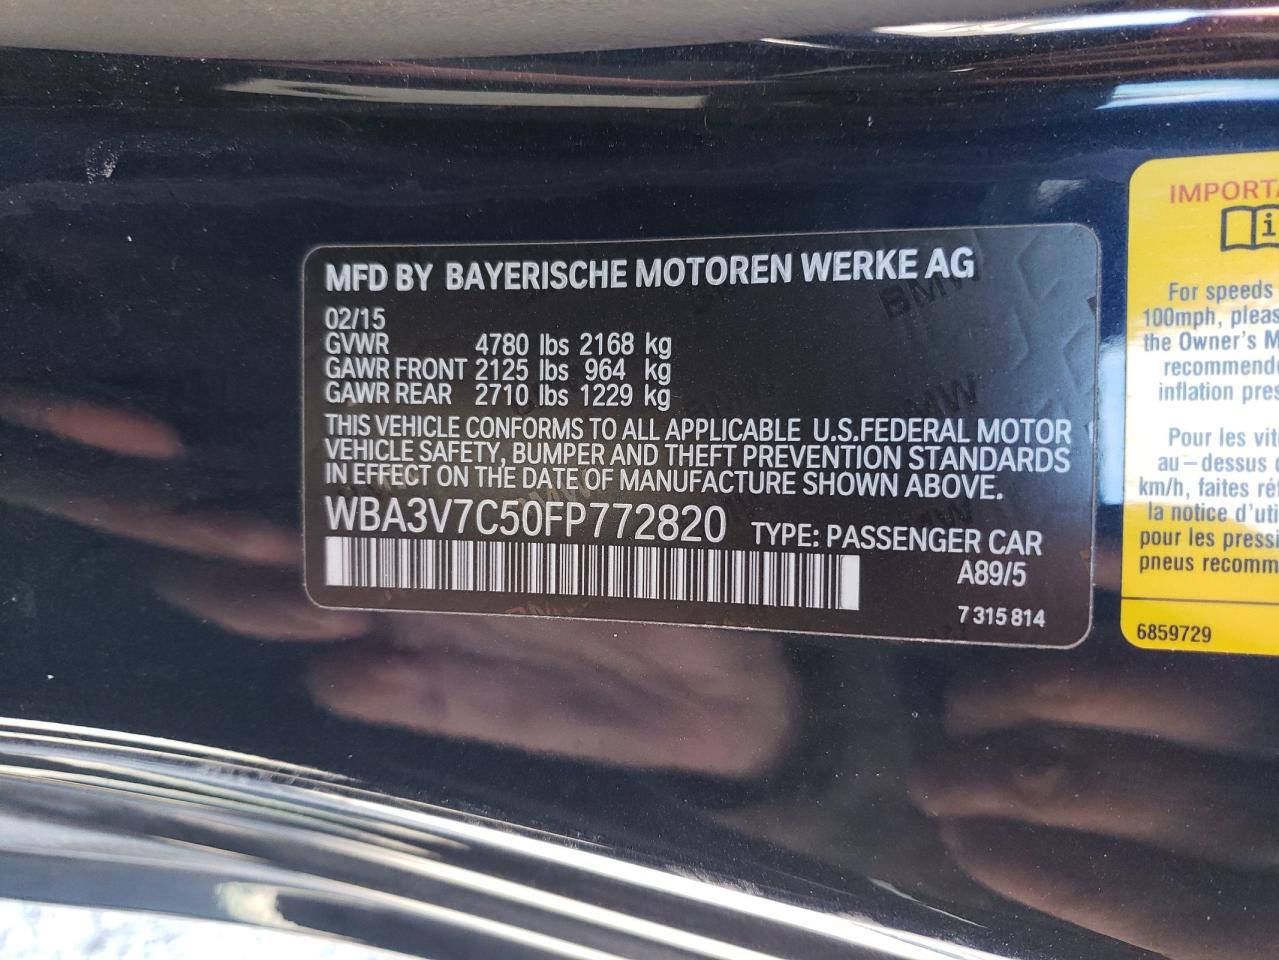 MFD BY BAYERISCHE MOTOREN WERKE AG
02/15
GVWR 4780 lbs 2168 kg
GAWR FRONT 2125 lbs 964 kg
GAWR REAR 2710 lbs 1229 kg
THIS VEHICLE CONFORMS TO ALL APPLICABLE U.S.FEDERAL MOTOR
VEHICLE SAFETY, BUMPER AND THEFT PREVENTION STANDARDS
IN EFFECT ON THE DATE OF MANUFACTURE SHOWN ABOVE.
WBA3V7C50FP772820 TYPE: PASSENGER CAR
A89/5
7 315 814
IMPORTA
i
For speeds
100mph, pleas
the Owner's M
recommende
inflation pres
Pour les vit
au-dessus d
km/h, faites réf
la notice d'uti
pour les pressi
pneus recomm
6859729